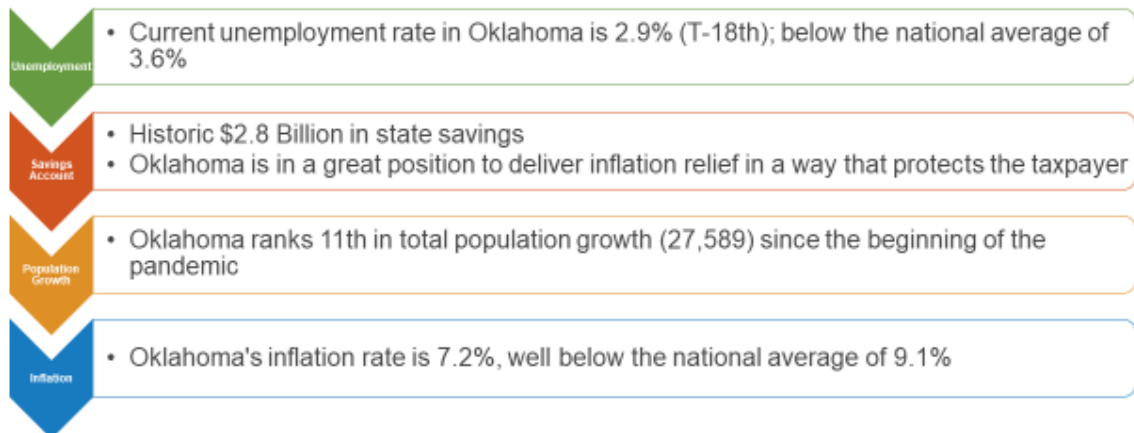 Unemployment
• Current unemployment rate in Oklahoma is 2.9% (T-18th); below the national average of
3.6%
Savings
Account
• Historic $2.8 Billion in state savings
• Oklahoma is in a great position to deliver inflation relief in a way that protects the taxpayer
Population
Growth
• Oklahoma ranks 11th in total population growth (27,589) since the beginning of the
pandemic
Inflation
• Oklahoma's inflation rate is 7.2%, well below the national average of 9.1%